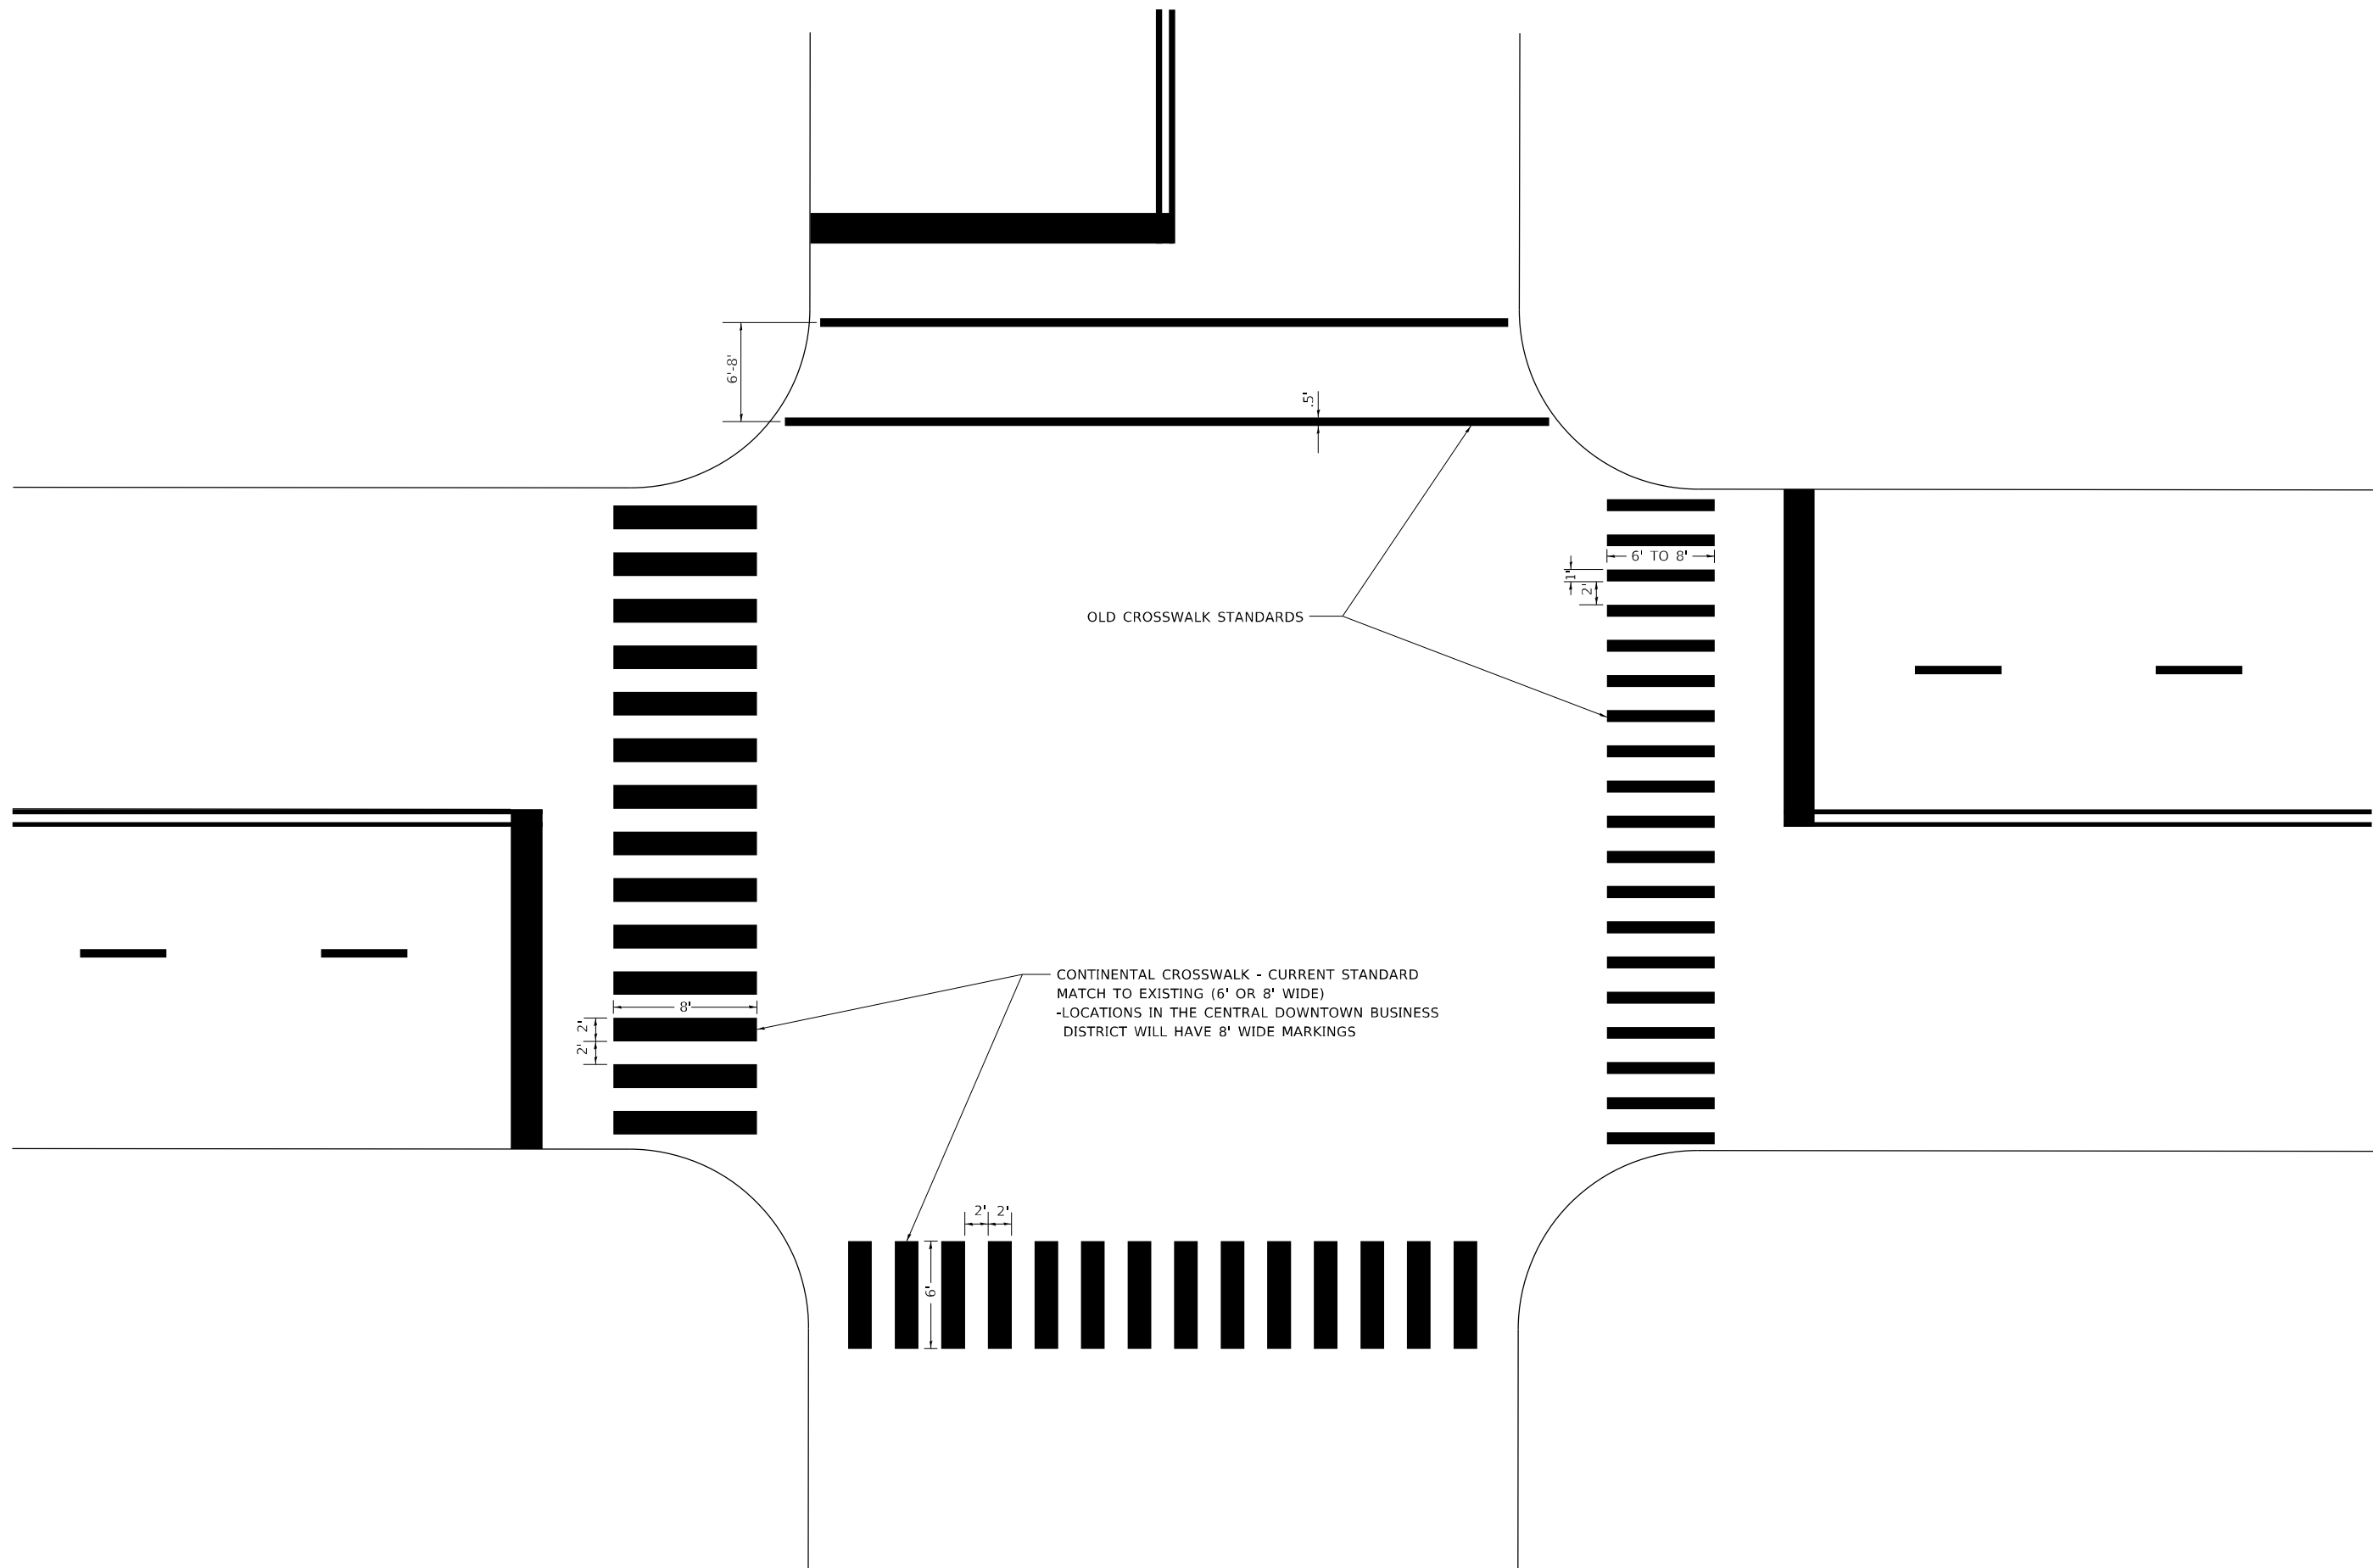 6'-8'
.5'
6' TO 8'
1'
2'
OLD CROSSWALK STANDARDS
CONTINENTAL CROSSWALK - CURRENT STANDARD
MATCH TO EXISTING (6' OR 8' WIDE)
-LOCATIONS IN THE CENTRAL DOWNTOWN BUSINESS
DISTRICT WILL HAVE 8' WIDE MARKINGS
8'
2'
2'
2' 2'
6'